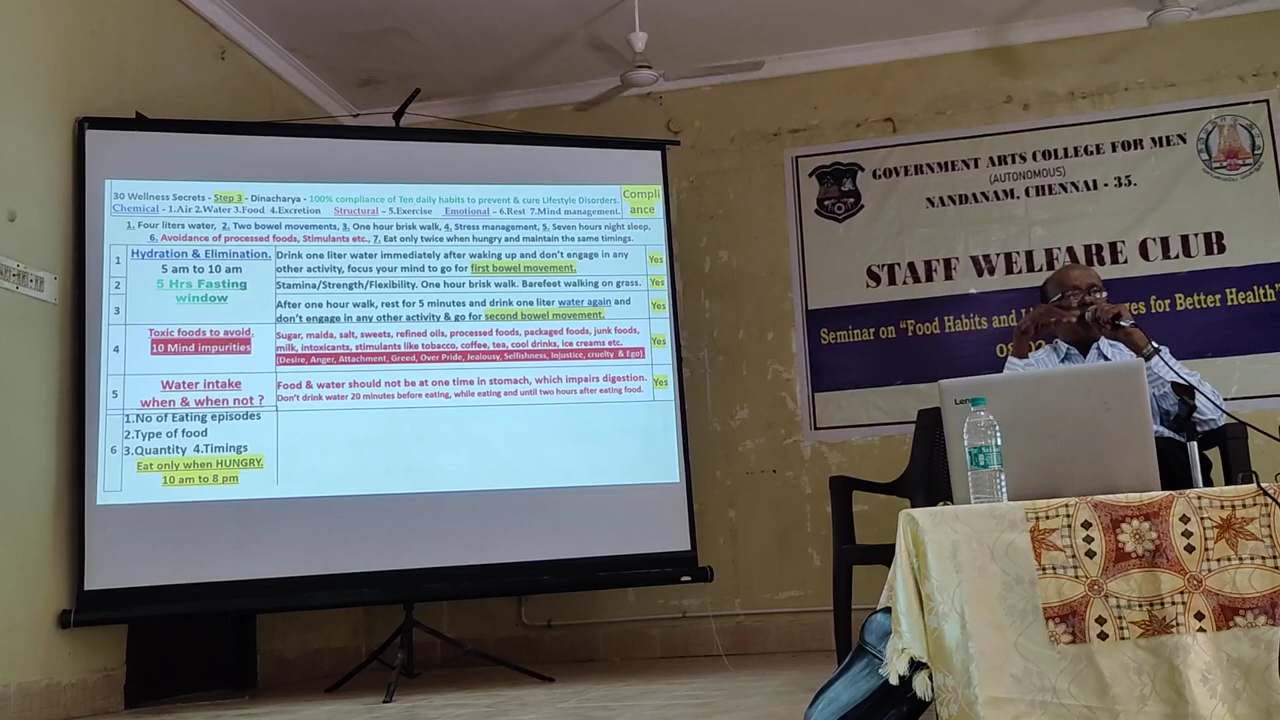 30 Wellness Secrets - Step 3 - Dinacharya - 100% compliance of Ten daily habits to prevent & cure Lifestyle Disorders.
Chemical - 1.Air 2.Water 3.Food 4.Excretion Structural - 5.Exercise Emotional - 6.Rest 7.Mind management.
Compli
ance
1. Four liters water, 2. Two bowel movements, 3. One hour brisk walk, 4. Stress management, 5. Seven hours night sleep,
6. Avoidance of processed foods, Stimulants etc., 7. Eat only twice when hungry and maintain the same timings.
1
Hydration & Elimination.
5 am to 10 am
5 Hrs Fasting
window
Drink one liter water immediately after waking up and don't engage in any
other activity, focus your mind to go for first bowel movement.
Yes
2
Stamina/Strength/Flexibility. One hour brisk walk. Barefeet walking on grass.
Yes
3
After one hour walk, rest for 5 minutes and drink one liter water again and
don't engage in any other activity & go for second bowel movement.
Yes
4
Toxic foods to avoid.
10 Mind impurities
Sugar, maida, salt, sweets, refined oils, processed foods, packaged foods, junk foods,
milk, intoxicants, stimulants like tobacco, coffee, tea, cool drinks, ice creams etc.
(Desire, Anger, Attachment, Greed, Over Pride, Jealousy, Selfishness, Injustice, cruelty & Ego)
Yes
5
Water intake
when & when not ?
Food & water should not be at one time in stomach, which impairs digestion.
Don't drink water 20 minutes before eating, while eating and until two hours after eating food.
Yes
6
1.No of Eating episodes
2.Type of food
3.Quantity 4.Timings
Eat only when HUNGRY.
10 am to 8 pm
GOVERNMENT ARTS COLLEGE FOR MEN
(AUTONOMOUS)
NANDANAM, CHENNAI - 35.
STAFF WELFARE CLUB
Seminar on "Food Habits and for Better Health"